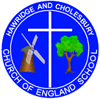 HAWRIDGE AND CHOLESBURY
CHURCH OF ENGLAND SCHOOL